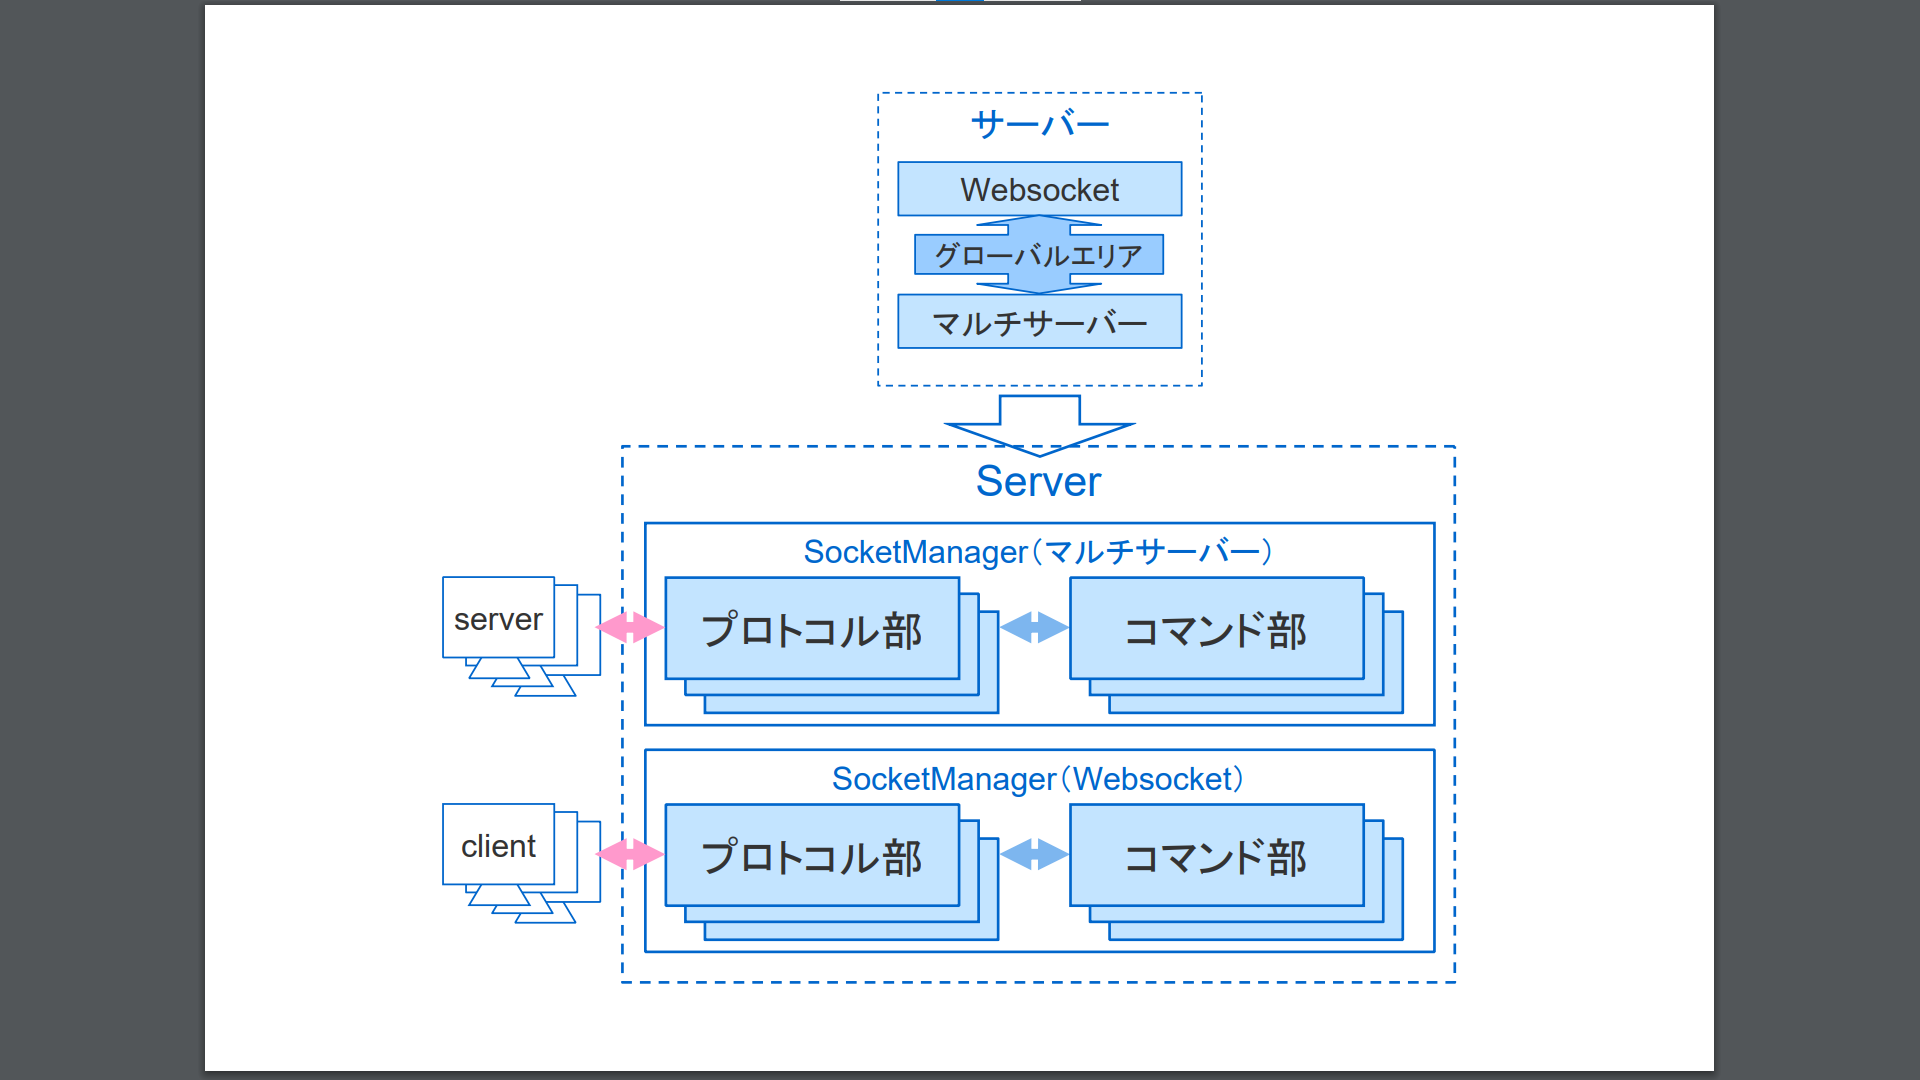 サーバー
Websocket
グローバルエリア
マルチサーバー
Server
SocketManager（マルチサーバー）
server
プロトコル部
コマンド部
SocketManager（Websocket）
client
プロトコル部
コマンド部